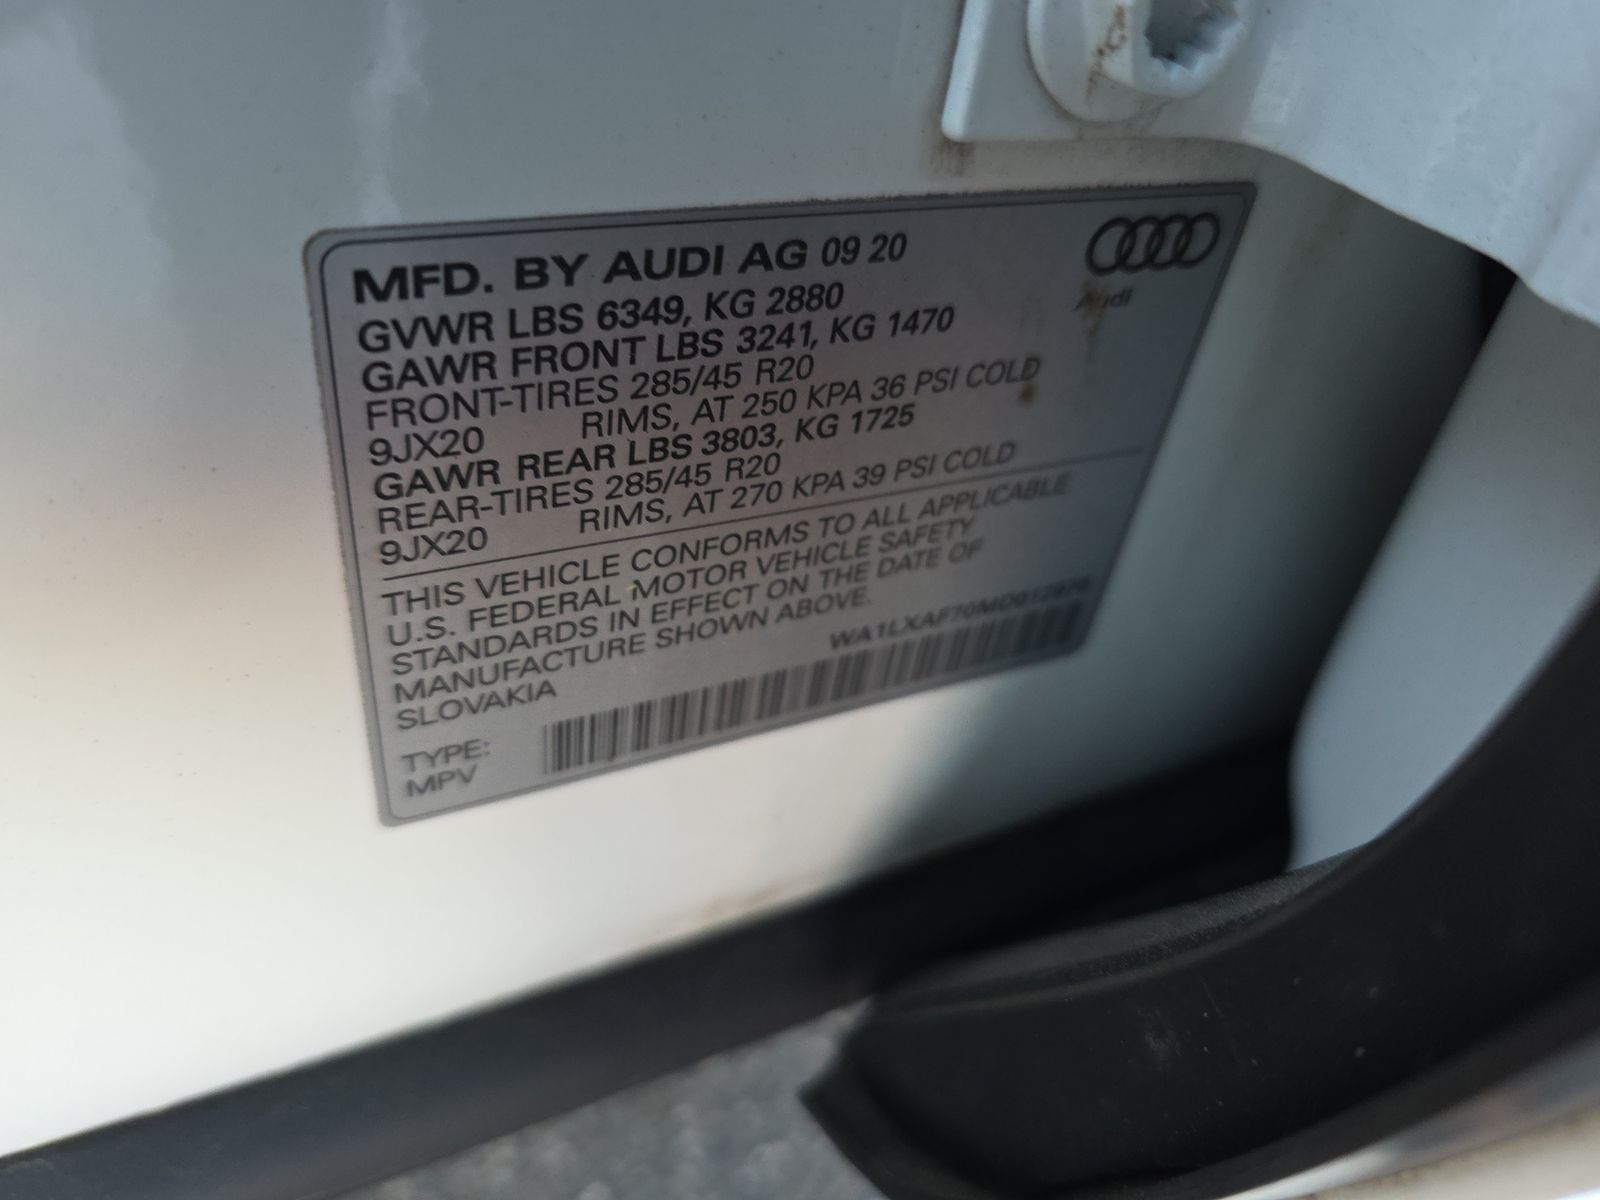 MFD. BY AUDI AG 09 20
GVWR LBS 6349, KG 2880
GAWR FRONT LBS 3241, KG 1470
FRONT-TIRES 285/45 R20
9JX20 RIMS, AT 250 KPA 36 PSI COLD
GAWR REAR LBS 3803, KG 1725
REAR-TIRES 285/45 R20
9JX20 RIMS, AT 270 KPA 39 PSI COLD
THIS VEHICLE CONFORMS TO ALL APPLICABLE
U.S. FEDERAL MOTOR VEHICLE SAFETY
STANDARDS IN EFFECT ON THE DATE OF
MANUFACTURE SHOWN ABOVE.
SLOVAKIA
TYPE:
MPV
Audi